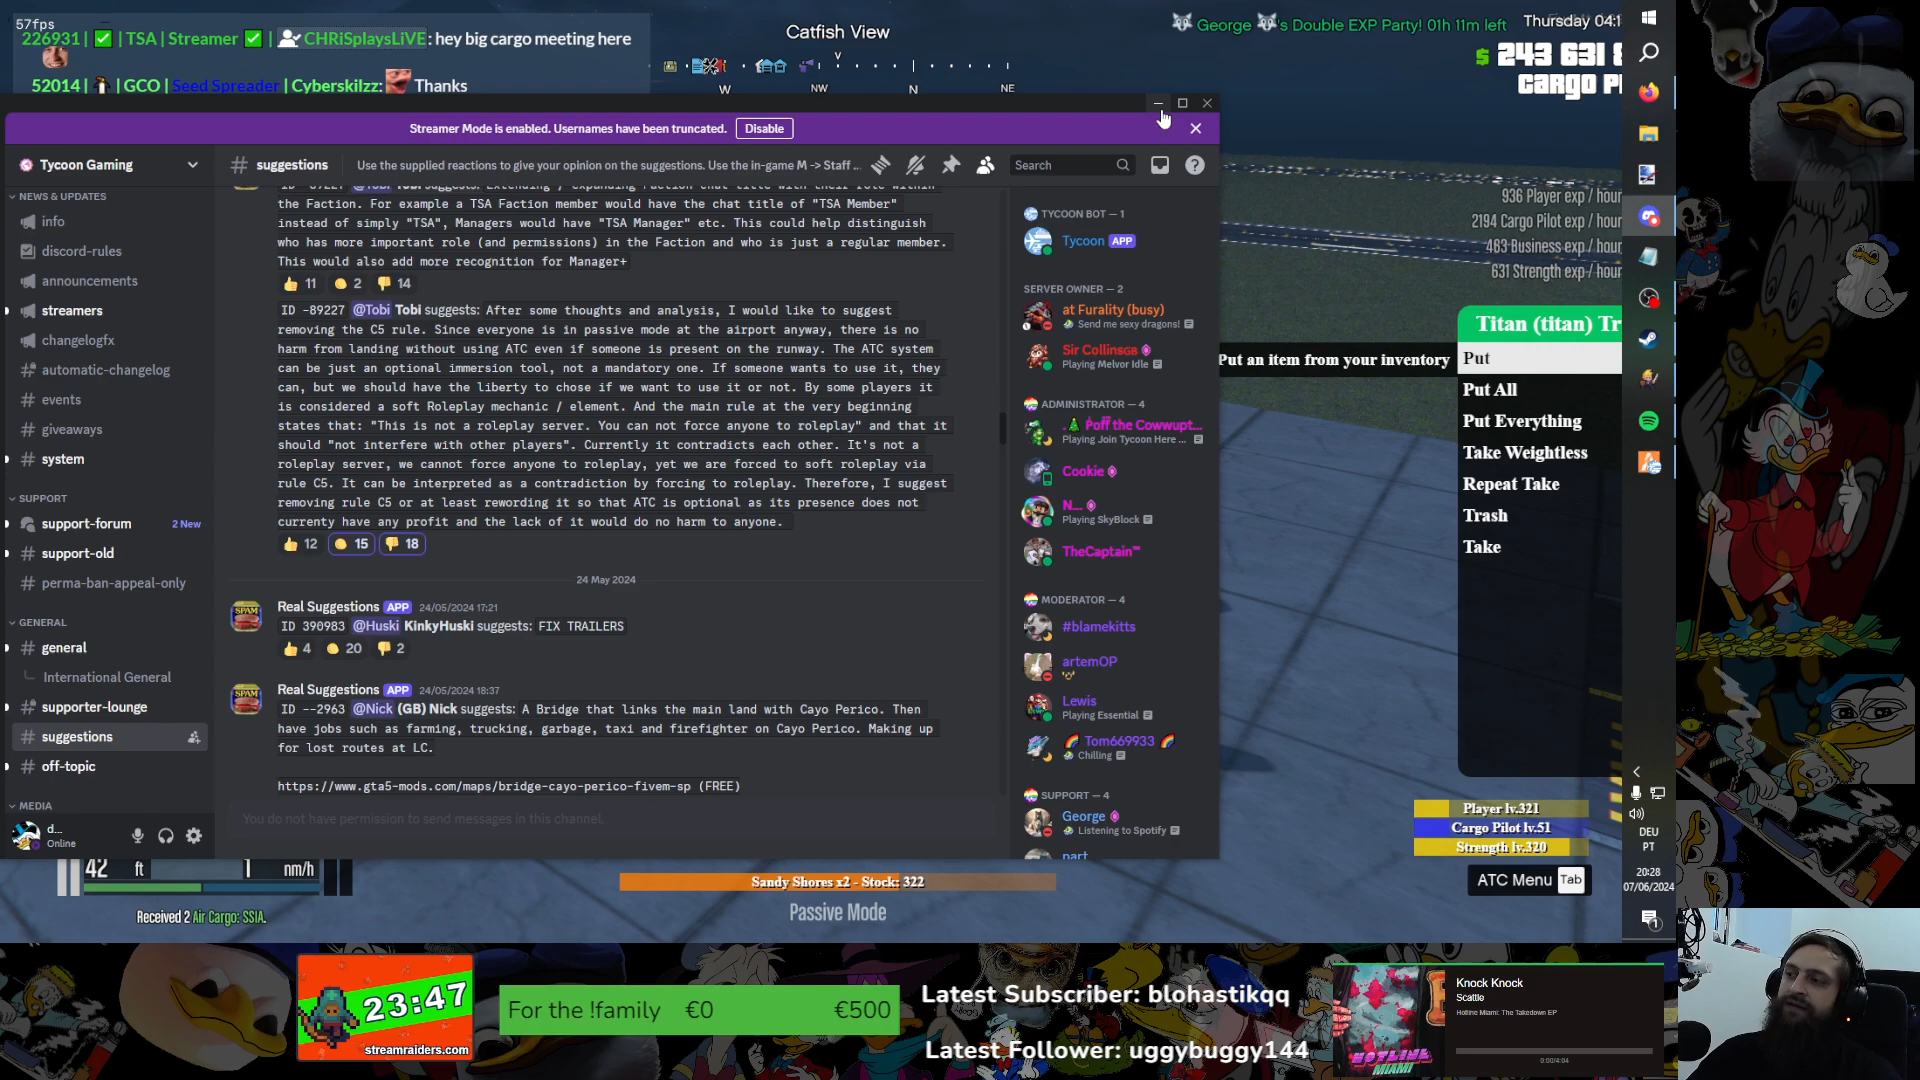 57fps
226931 | ✅ | TSA | Streamer ✅ | CHRiSplaysLiVE: hey big cargo meeting here
52014 | | GCO | Seed Spreader | Cyberskilzz: Thanks
Catfish View
W NW N NE
George 's Double EXP Party! 01h 11m left
Thursday 04:1
$ 243 631 8
Cargo P
936 Player exp / hour
2194 Cargo Pilot exp / hour
483 Business exp / hour
631 Strength exp / hour
Streamer Mode is enabled. Usernames have been truncated. Disable
Tycoon Gaming
NEWS & UPDATES
info
discord-rules
announcements
streamers
changelogfx
automatic-changelog
events
giveaways
system
SUPPORT
support-forum 2 New
support-old
perma-ban-appeal-only
GENERAL
general
International General
supporter-lounge
suggestions
off-topic
MEDIA
d...
Online
suggestions
Use the supplied reactions to give your opinion on the suggestions. Use the in-game M -> Staff ...
Search
the Faction. For example a TSA Faction member would have the chat title of "TSA Member"
instead of simply "TSA", Managers would have "TSA Manager" etc. This could help distinguish
who has more important role (and permissions) in the Faction and who is just a regular member.
This would also add more recognition for Manager+
11 2 14
ID -89227 @Tobi Tobi suggests: After some thoughts and analysis, I would like to suggest
removing the C5 rule. Since everyone is in passive mode at the airport anyway, there is no
harm from landing without using ATC even if someone is present on the runway. The ATC system
can be just an optional immersion tool, not a mandatory one. If someone wants to use it, they
can, but we should have the liberty to chose if we want to use it or not. By some players it
is considered a soft Roleplay mechanic / element. And the main rule at the very beginning
states that: "This is not a roleplay server. You can not force anyone to roleplay" and that it
should "not interfere with other players". Currently it contradicts each other. It's not a
roleplay server, we cannot force anyone to roleplay, yet we are forced to soft roleplay via
rule C5. It can be interpreted as a contradiction by forcing to roleplay. Therefore, I suggest
removing rule C5 or at least rewording it so that ATC is optional as its presence does not
currenty have any profit and the lack of it would do no harm to anyone.
12 15 18
24 May 2024
Real Suggestions APP 24/05/2024 17:21
ID 390983 @Huski KinkyHuski suggests: FIX TRAILERS
4 20 2
Real Suggestions APP 24/05/2024 18:37
ID --2963 @Nick (GB) Nick suggests: A Bridge that links the main land with Cayo Perico. Then
have jobs such as farming, trucking, garbage, taxi and firefighter on Cayo Perico. Making up
for lost routes at LC.
https://www.gta5-mods.com/maps/bridge-cayo-perico-fivem-sp (FREE)
You do not have permission to send messages in this channel.
TYCOON BOT — 1
Tycoon APP
SERVER OWNER — 2
at Furality (busy)
Send me sexy dragons!
Sir CollinsGB
Playing Melvor Idle
ADMINISTRATOR — 4
Poff the Cowwupt...
Playing Join Tycoon Here ...
Cookie
N...
Playing SkyBlock
TheCaptain™
MODERATOR — 4
#blamekitts
artemOP
Lewis
Playing Essential
Tom669933
Chilling
SUPPORT — 4
George
Listening to Spotify
part
Put an item from your inventory
Titan (titan) Tr
Put
Put All
Put Everything
Take Weightless
Repeat Take
Trash
Take
Player lv.321
Cargo Pilot lv.51
Strength lv.320
ATC Menu Tab
DEU
PT
20:28
07/06/2024
1
42 ft 1 nm/h
Received 2 Air Cargo: SSIA.
Sandy Shores x2 - Stock: 322
Passive Mode
23:47
streamraiders.com
For the !family €0 €500
Latest Subscriber: blohastikqq
Latest Follower: uggybuggy144
HOTLINE
MIAMI
Knock Knock
Scattle
Hotline Miami: The Takedown EP
0:00/4:04